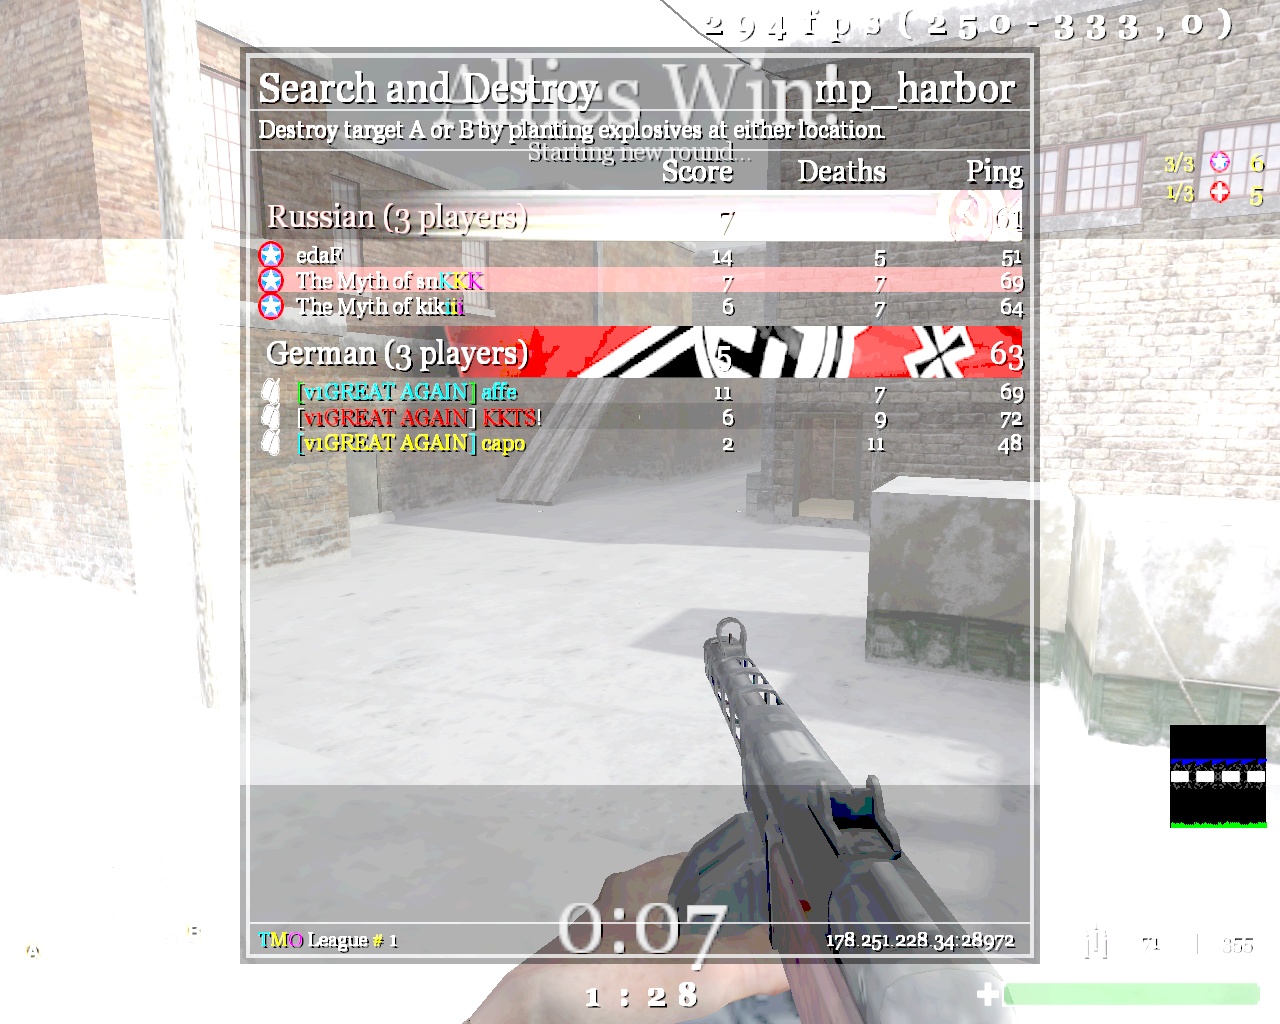 294fps(250-333,0)
Allies Win!
Search and Destroy mp_harbor
Destroy target A or B by planting explosives at either location.
Starting new round...
Score Deaths Ping
3/3 6
1/3 5
Russian (3 players) 7 61
edaF 14 5 51
The Myth of snKKK 7 7 69
The Myth of kikiii 6 7 64
German (3 players) 5 63
[v1GREAT AGAIN] affe 11 7 69
[v1GREAT AGAIN] KKTS! 6 9 72
[v1GREAT AGAIN] capo 2 11 48
B
A
TMO League # 1 0:07 178.251.228.34:28972
71 | 355
1:28